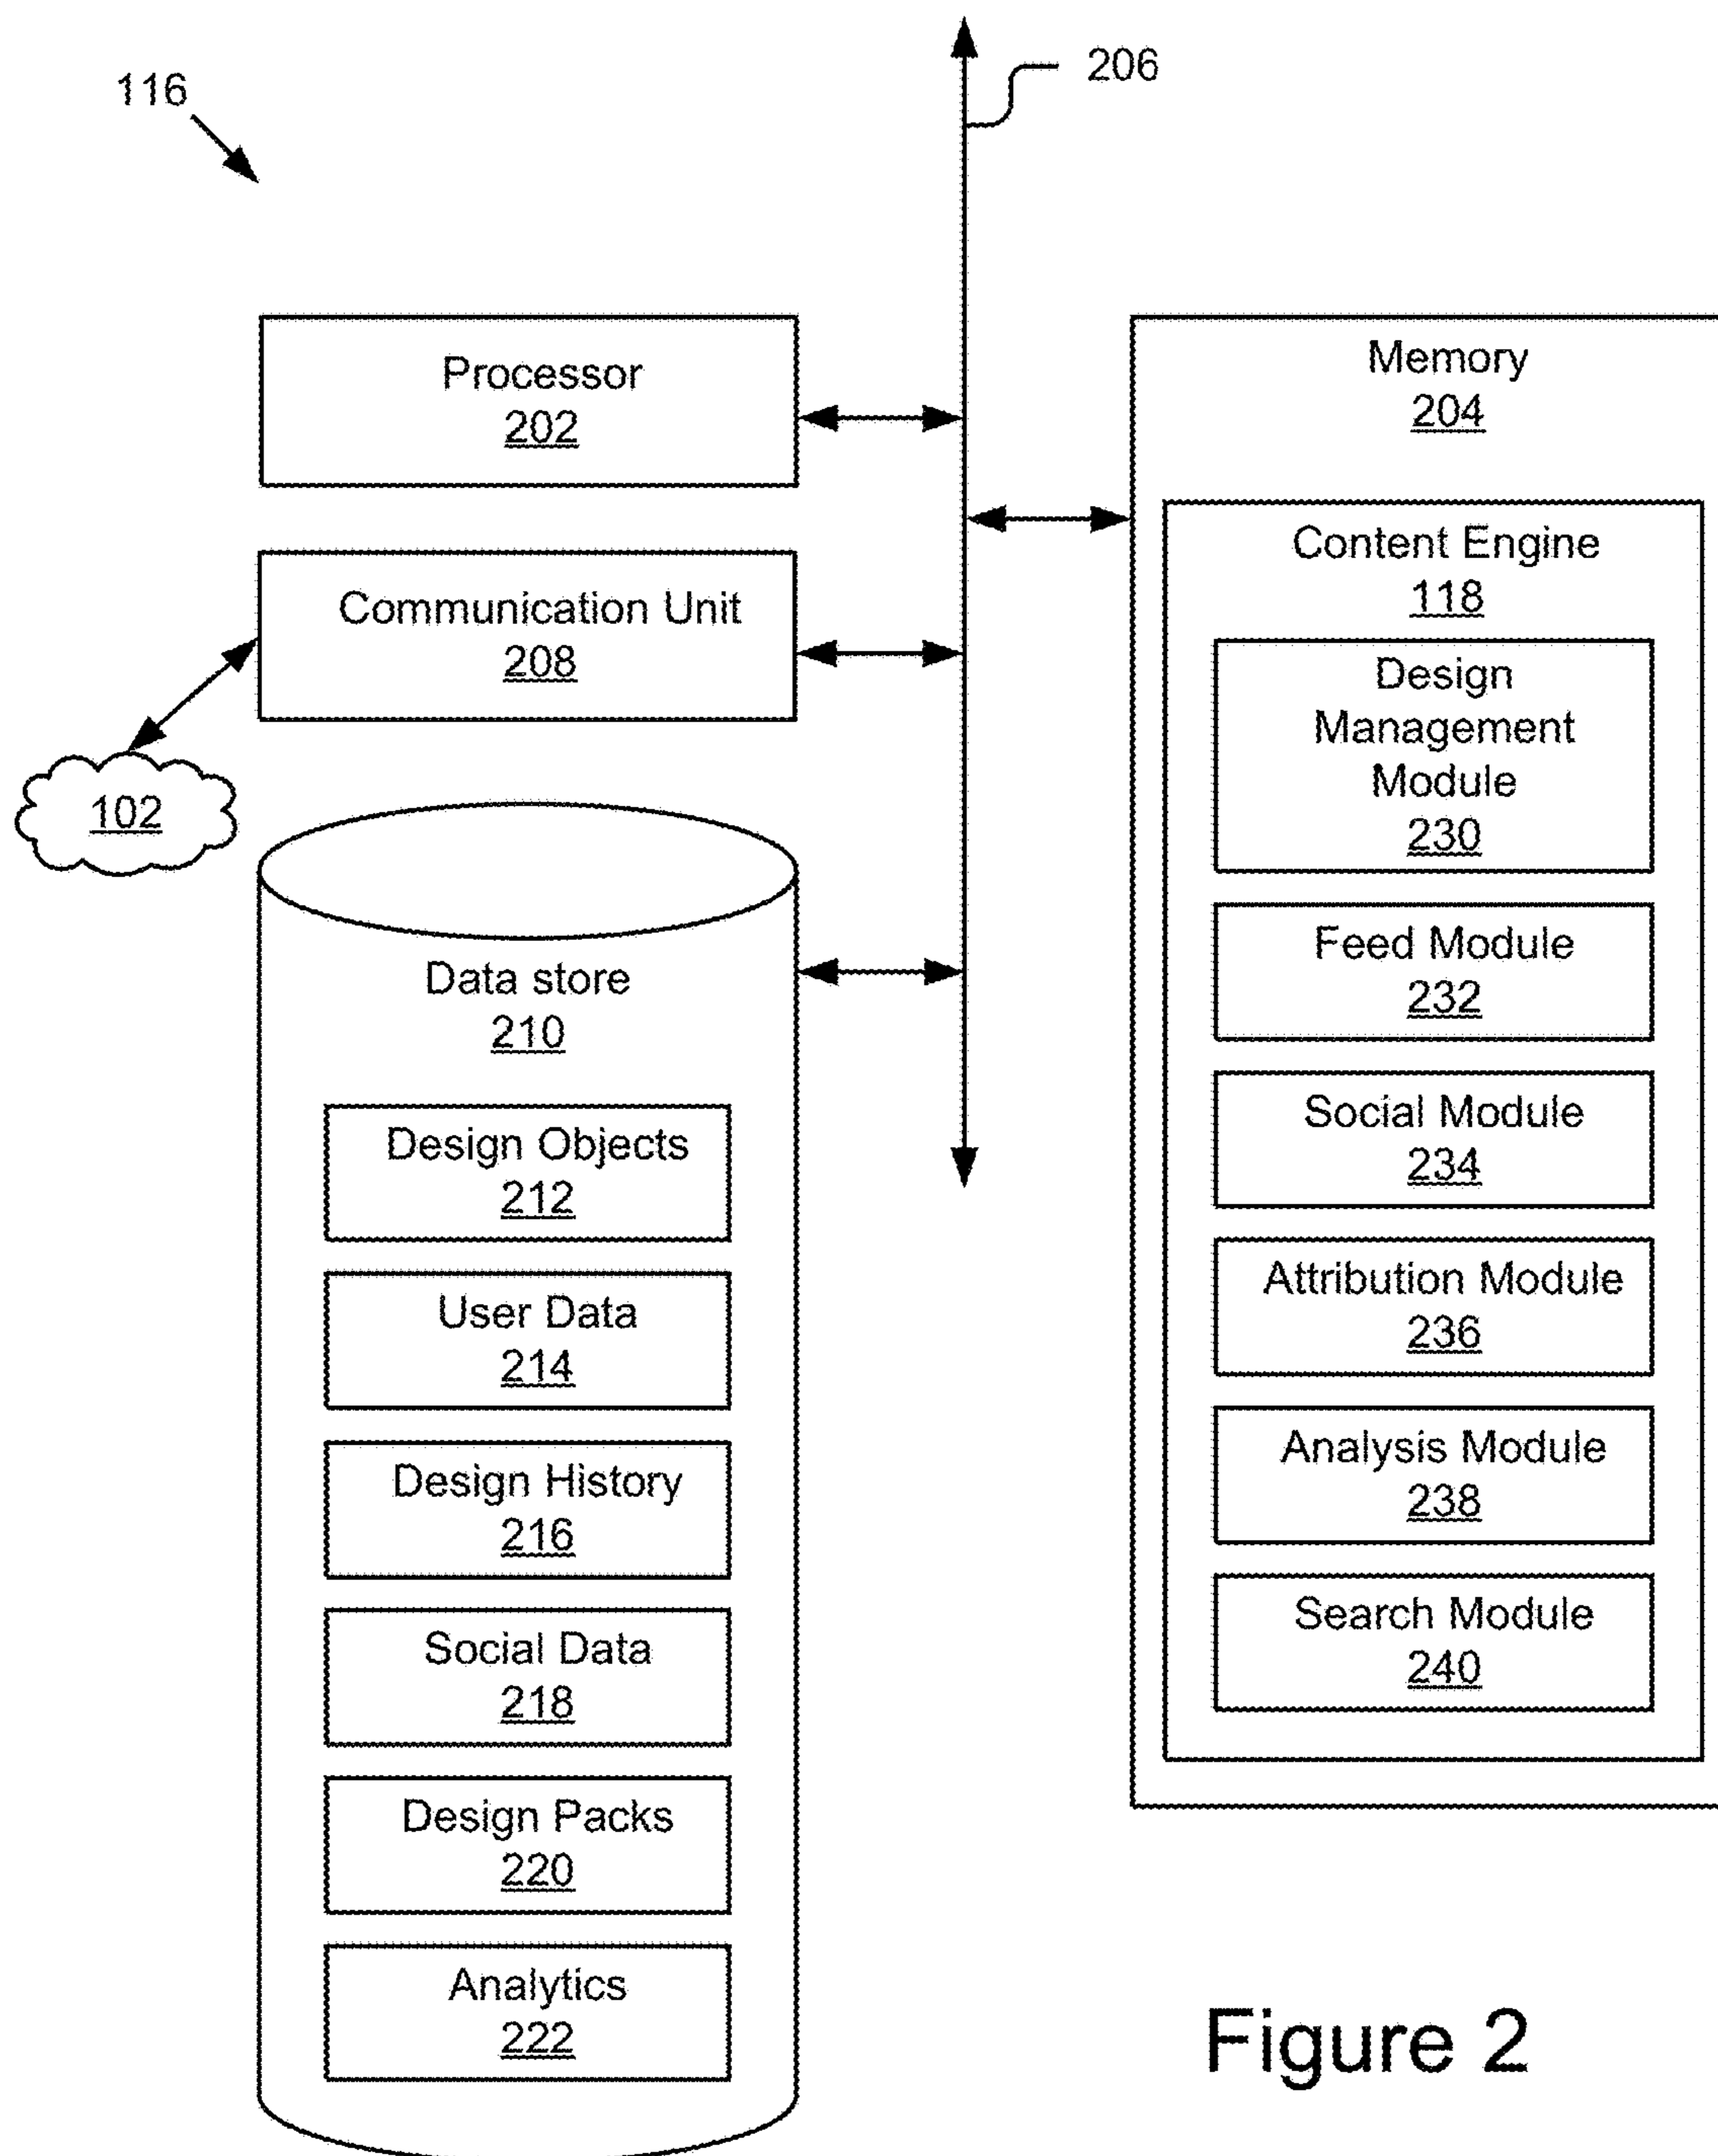 116
206
Processor
202
Communication Unit
208
102
Data store
210
Design Objects
212
User Data
214
Design History
216
Social Data
218
Design Packs
220
Analytics
222
Memory
204
Content Engine
118
Design
Management
Module
230
Feed Module
232
Social Module
234
Attribution Module
236
Analysis Module
238
Search Module
240
Figure 2